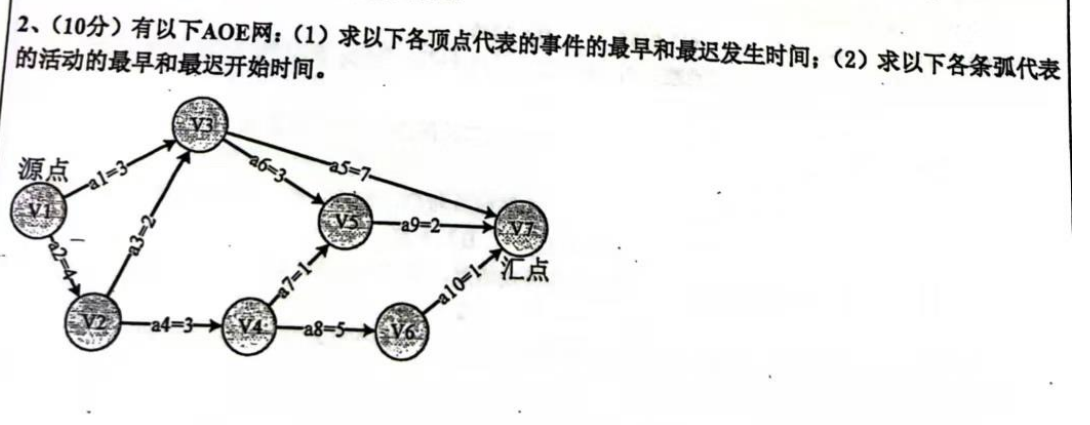 2、（10分）有以下AOE网；（1）求以下各顶点代表的事件的最早和最迟发生时间；（2）求以下各条弧代表
的活动的最早和最迟开始时间。
V3
源点
a1=3
a6=3
a5=7
V1
V5
a9=2
V7
a3=2
a2=4
汇点
a7=1
a10=1
V2
a4=3
V4
a8=5
V6